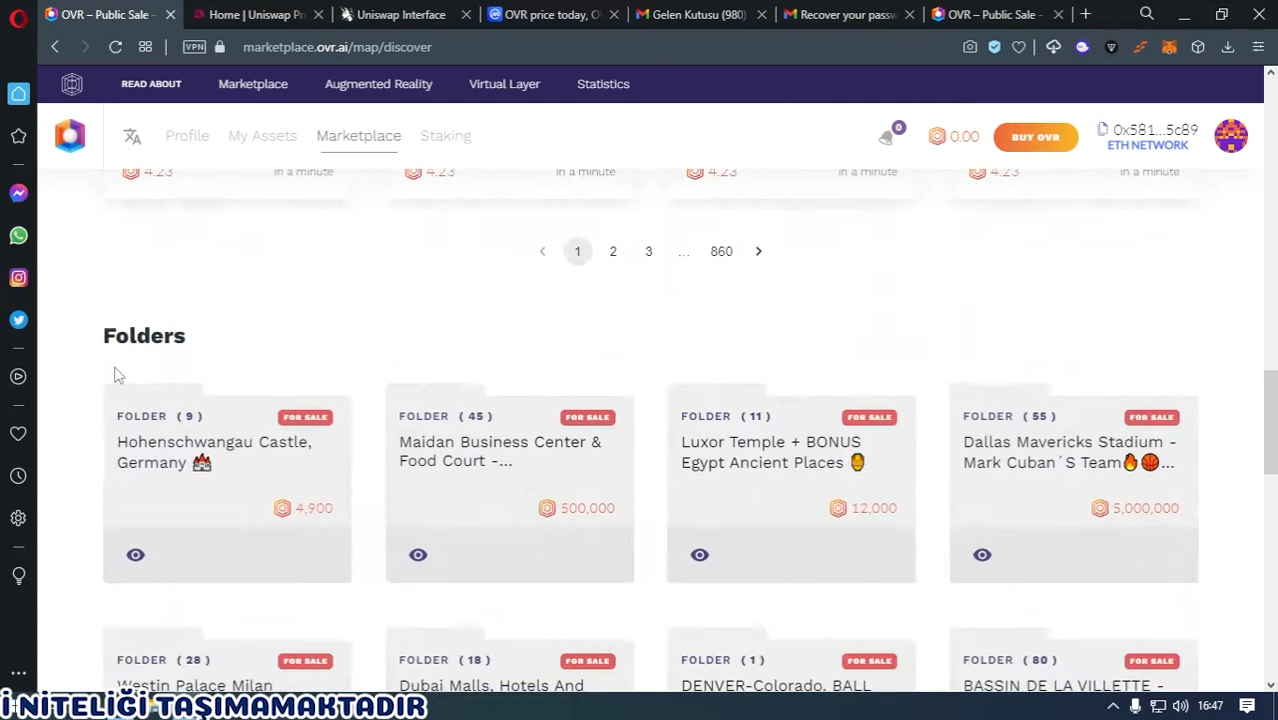 OVR – Public Sale -
Home | Uniswap Pr
Uniswap Interface
OVR price today, O
Gelen Kutusu (980)
Recover your passw
OVR – Public Sale -
VPN
marketplace.ovr.ai/map/discover
READ ABOUT Marketplace Augmented Reality Virtual Layer Statistics
Profile My Assets Marketplace Staking
0
0.00
BUY OVR
0x581...5c89
ETH NETWORK
4.23 in a minute 4.23 in a minute 4.23 in a minute 4.23 in a minute
1 2 3 ... 860
Folders
FOLDER ( 9 ) FOR SALE
Hohenschwangau Castle,
Germany 🏰
4,900
FOLDER ( 45 ) FOR SALE
Maidan Business Center &
Food Court -...
500,000
FOLDER ( 11 ) FOR SALE
Luxor Temple + BONUS
Egypt Ancient Places
12,000
FOLDER ( 55 ) FOR SALE
Dallas Mavericks Stadium -
Mark Cuban´S Team🔥🏀...
5,000,000
FOLDER ( 28 ) FOR SALE
Westin Palace Milan
FOLDER ( 18 ) FOR SALE
Dubai Malls, Hotels And
FOLDER ( 1 ) FOR SALE
DENVER-Colorado. BALL
FOLDER ( 80 ) FOR SALE
BASSIN DE LA VILLETTE -
İ NİTELİĞİ TAŞIMAMAKTADIR
16:47